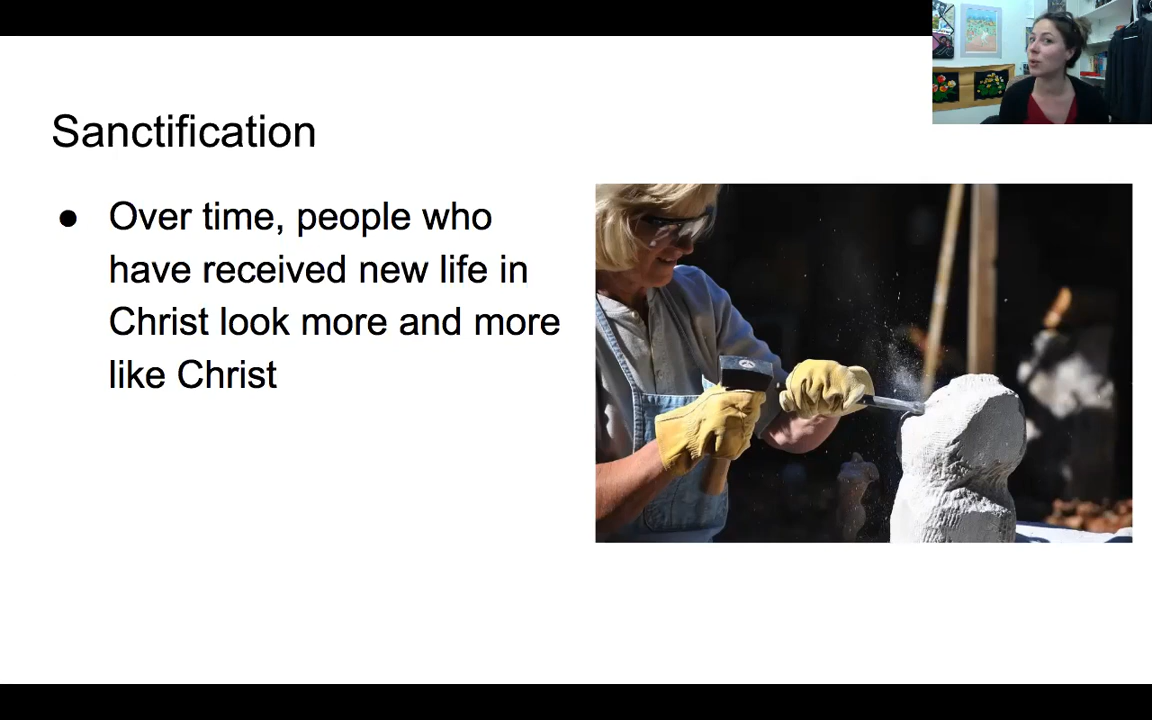 Sanctification
● Over time, people who
have received new life in
Christ look more and more
like Christ